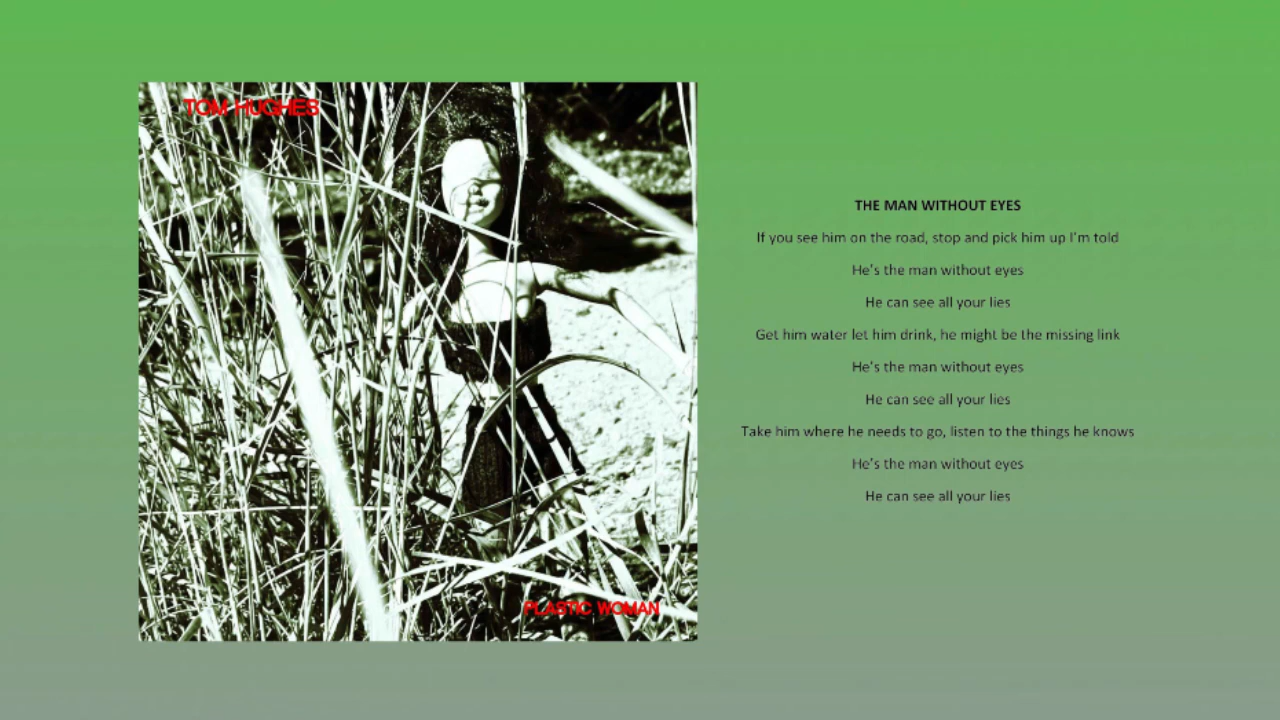 TOM HUGHES
PLASTIC WOMAN
THE MAN WITHOUT EYES
If you see him on the road, stop and pick him up I'm told
He's the man without eyes
He can see all your lies
Get him water let him drink, he might be the missing link
He's the man without eyes
He can see all your lies
Take him where he needs to go, listen to the things he knows
He's the man without eyes
He can see all your lies